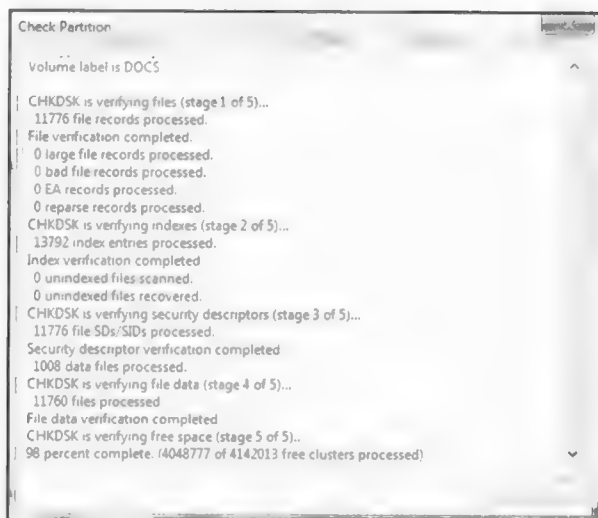 Check Partition
Volume label is DOCS
CHKDSK is verifying files (stage 1 of 5)...
11776 file records processed.
File verification completed.
0 large file records processed.
0 bad file records processed.
0 EA records processed.
0 reparse records processed.
CHKDSK is verifying indexes (stage 2 of 5)...
13792 index entries processed.
Index verification completed
0 unindexed files scanned.
0 unindexed files recovered.
CHKDSK is verifying security descriptors (stage 3 of 5)...
11776 file SDs/SIDs processed.
Security descriptor verification completed
1008 data files processed.
CHKDSK is verifying file data (stage 4 of 5)...
11760 files processed
File data verification completed
CHKDSK is verifying free space (stage 5 of 5)..
98 percent complete. (4048777 of 4142013 free clusters processed)